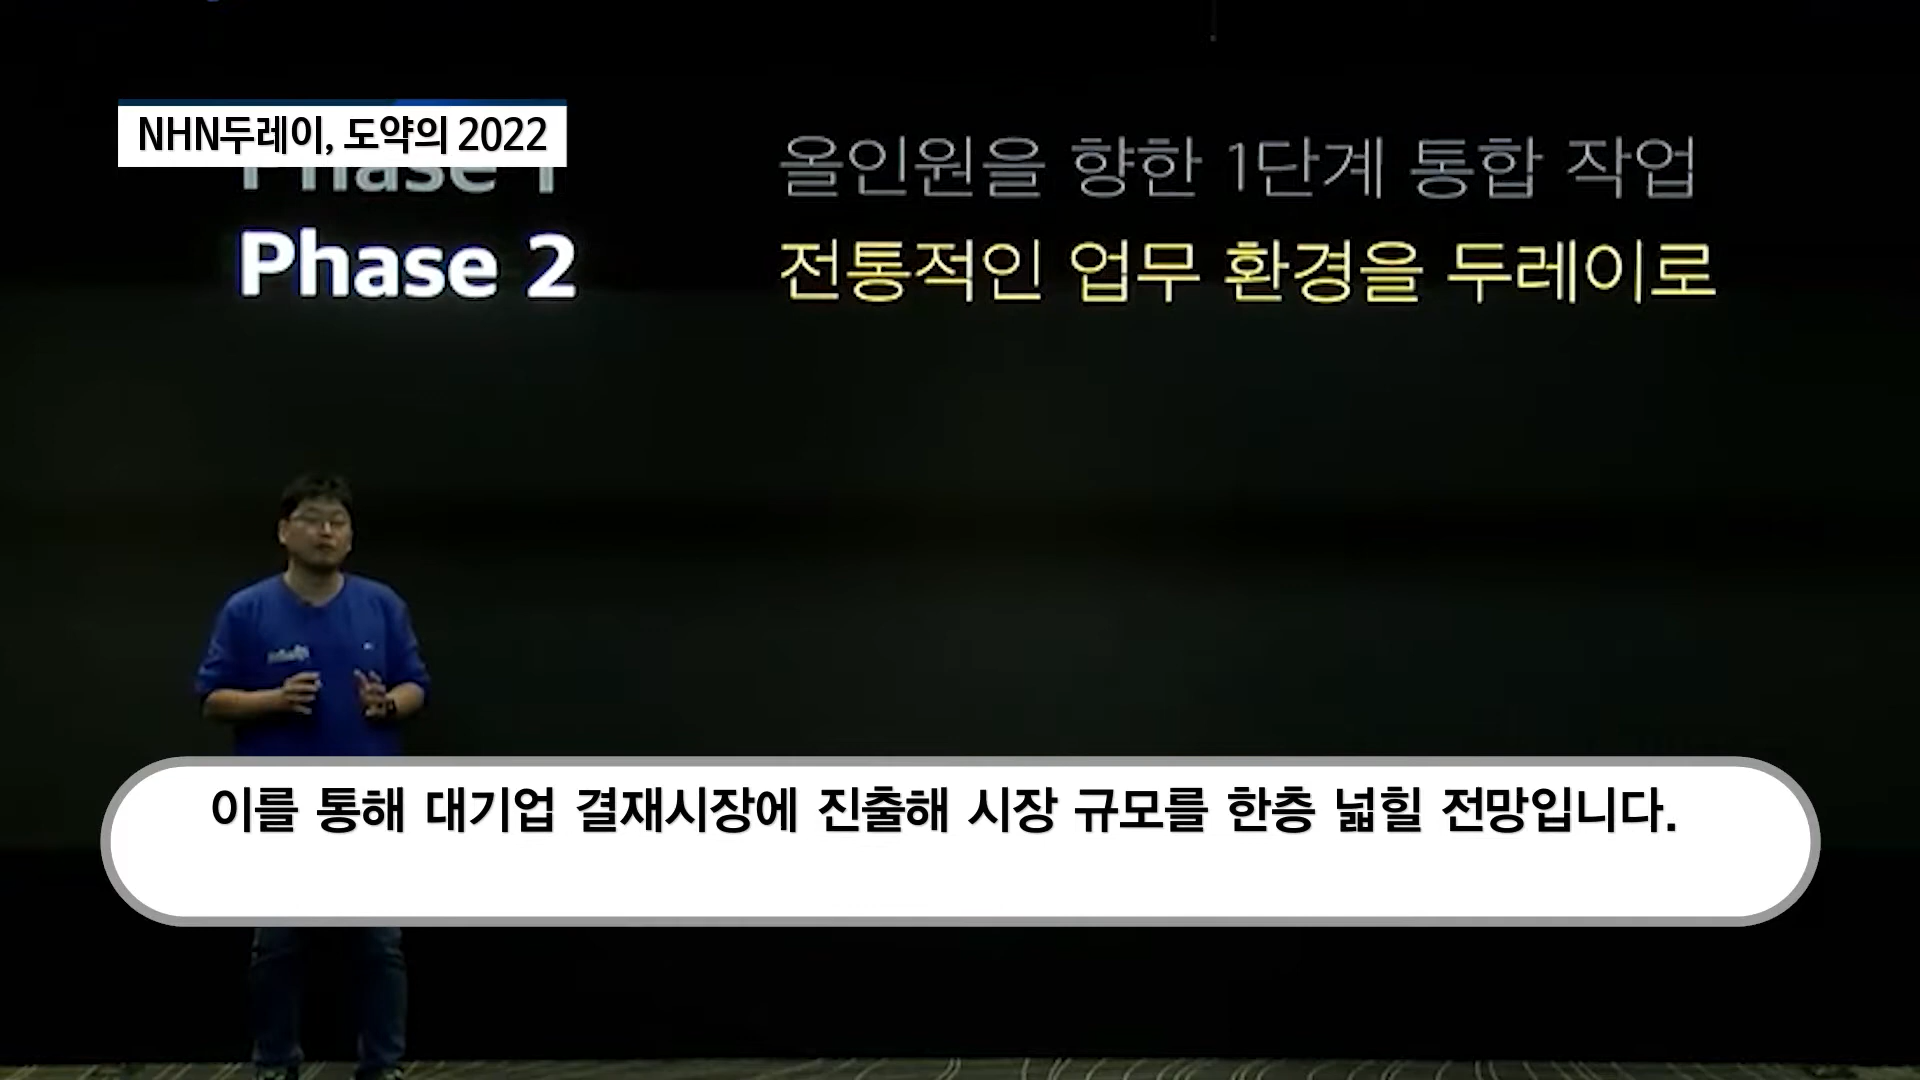 NHN두레이, 도약의 2022
Phase 1 올인원을 향한 1단계 통합 작업
Phase 2 전통적인 업무 환경을 두레이로
이를 통해 대기업 결재시장에 진출해 시장 규모를 한층 넓힐 전망입니다.